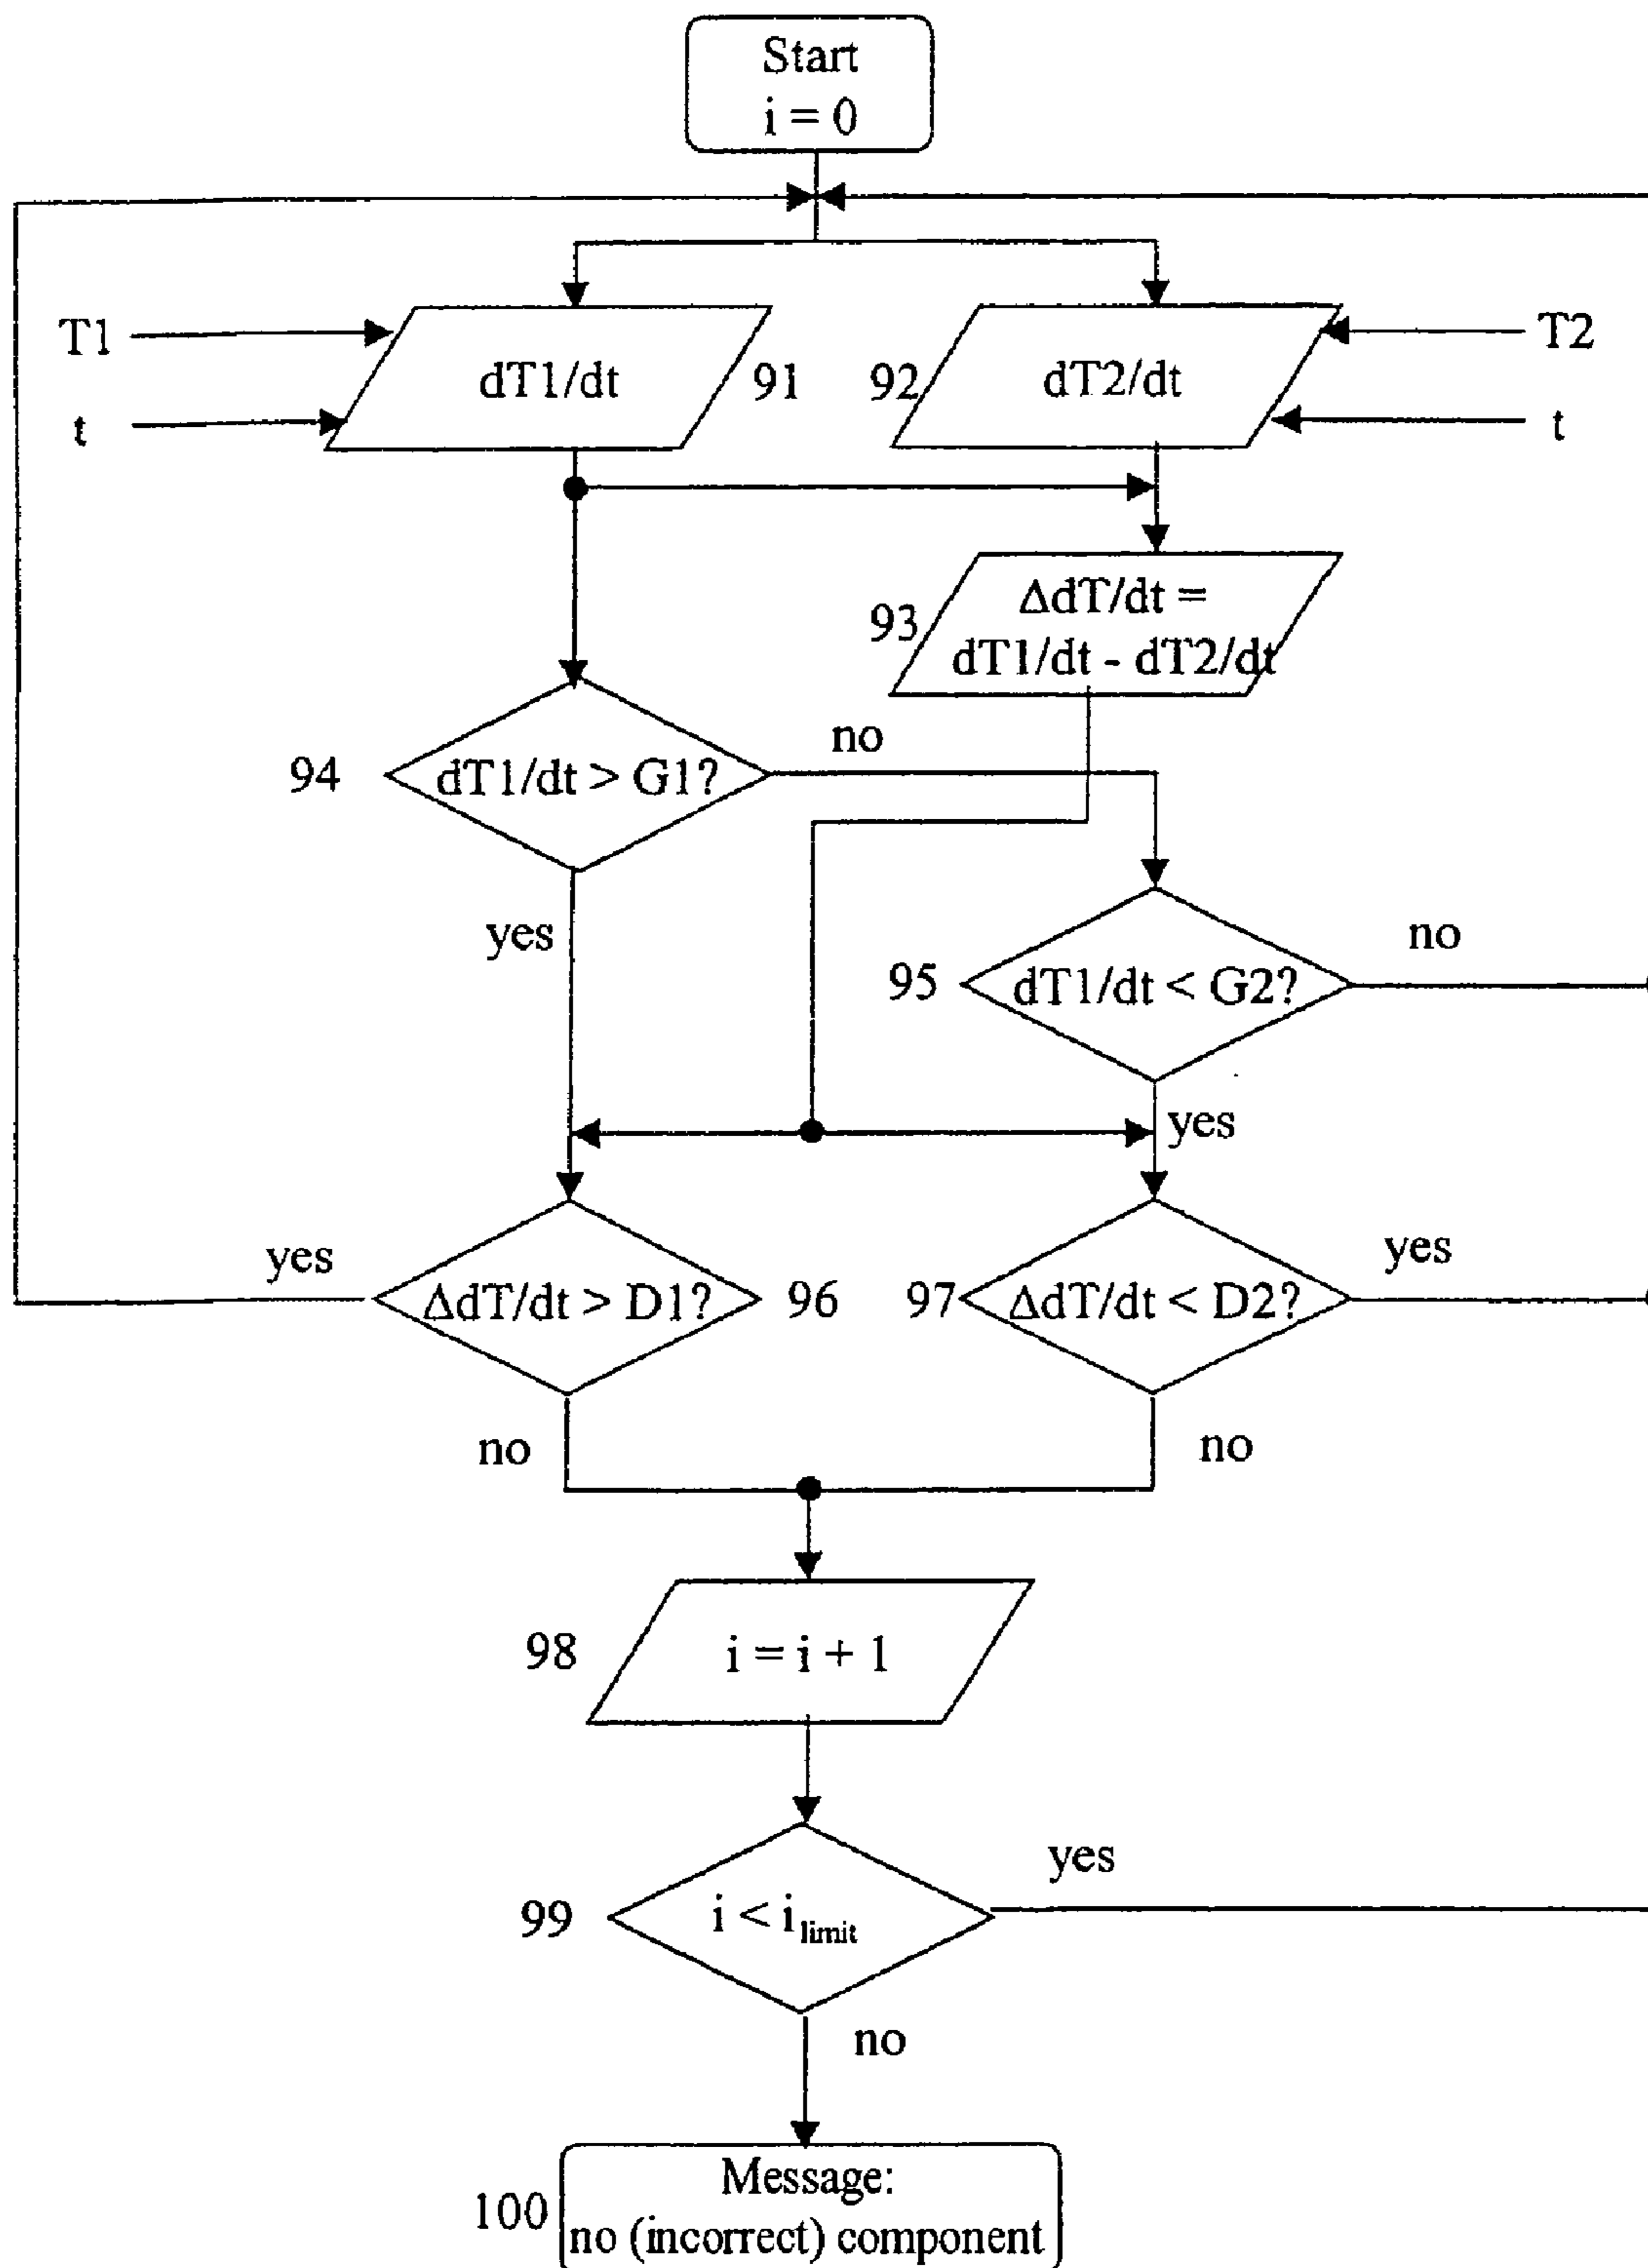 Start
i = 0
T1
dT1/dt
91
92
dT2/dt
T2
t
t
93
ΔdT/dt =
dT1/dt - dT2/dt
94
dT1/dt > G1?
no
yes
95
dT1/dt < G2?
no
yes
yes
ΔdT/dt > D1?
96
97
ΔdT/dt < D2?
yes
no
no
98
i = i + 1
99
i < i_limit
yes
no
100
Message:
no (incorrect) component